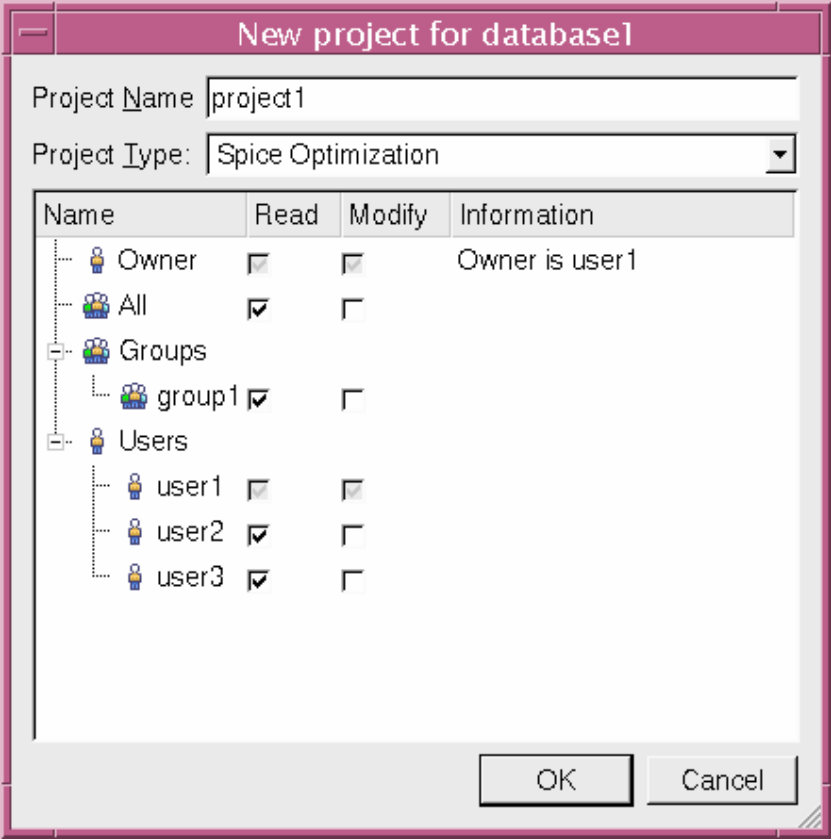 New project for database1
Project Name project1
Project Type: Spice Optimization
Name Read Modify Information
Owner Owner is user1
All
Groups
group1
Users
user1
user2
user3
OK Cancel